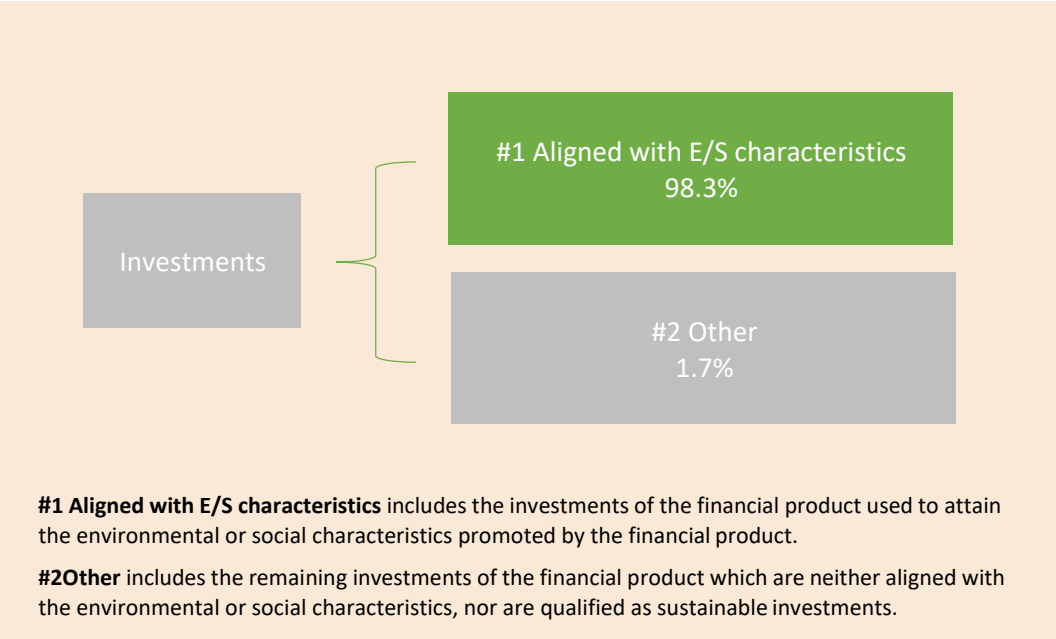 #1 Aligned with E/S characteristics
98.3%
Investments
#2 Other
1.7%
#1 Aligned with E/S characteristics includes the investments of the financial product used to attain
the environmental or social characteristics promoted by the financial product.
#2Other includes the remaining investments of the financial product which are neither aligned with
the environmental or social characteristics, nor are qualified as sustainable investments.